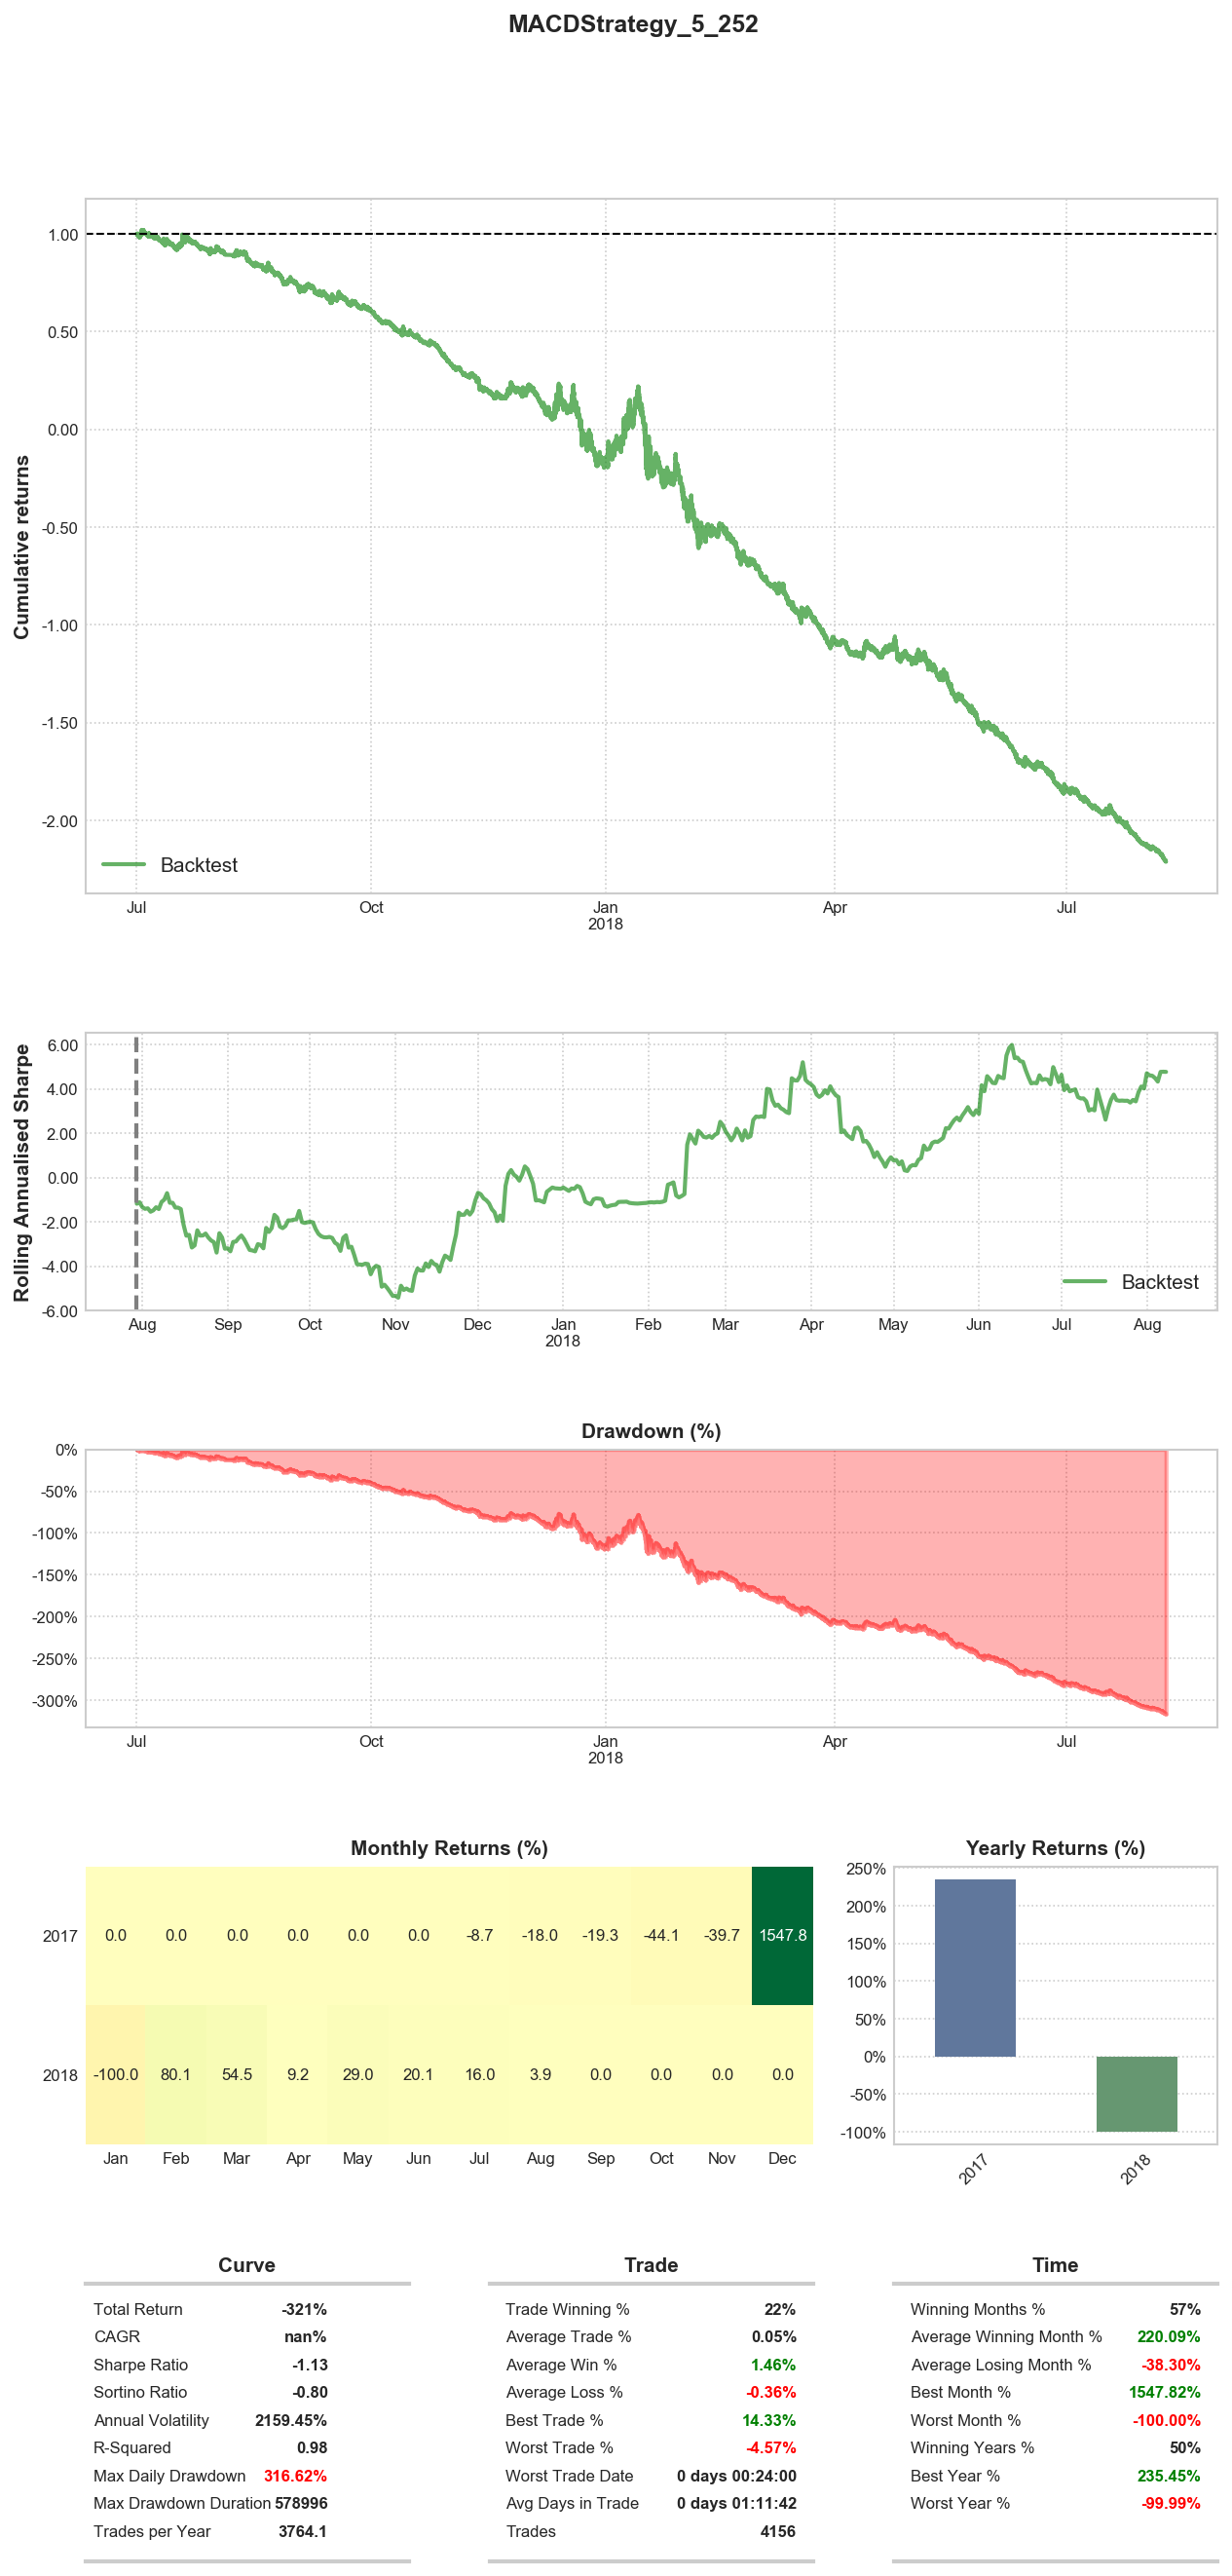 MACDStrategy_5_252
Cumulative returns
1.00
0.50
0.00
-0.50
-1.00
-1.50
-2.00
Backtest
Jul Oct Jan Apr Jul
2018
Rolling Annualised Sharpe
6.00
4.00
2.00
0.00
-2.00
-4.00
-6.00
Backtest
Aug Sep Oct Nov Dec Jan Feb Mar Apr May Jun Jul Aug
2018
Drawdown (%)
0%
-50%
-100%
-150%
-200%
-250%
-300%
Jul Oct Jan Apr Jul
2018
Monthly Returns (%)
2017 0.0 0.0 0.0 0.0 0.0 0.0 -8.7 -18.0 -19.3 -44.1 -39.7 1547.8
2018 -100.0 80.1 54.5 9.2 29.0 20.1 16.0 3.9 0.0 0.0 0.0 0.0
Jan Feb Mar Apr May Jun Jul Aug Sep Oct Nov Dec
Yearly Returns (%)
250%
200%
150%
100%
50%
0%
-50%
-100%
2017 2018
Curve
Total Return -321%
CAGR nan%
Sharpe Ratio -1.13
Sortino Ratio -0.80
Annual Volatility 2159.45%
R-Squared 0.98
Max Daily Drawdown 316.62%
Max Drawdown Duration 578996
Trades per Year 3764.1
Trade
Trade Winning % 22%
Average Trade % 0.05%
Average Win % 1.46%
Average Loss % -0.36%
Best Trade % 14.33%
Worst Trade % -4.57%
Worst Trade Date 0 days 00:24:00
Avg Days in Trade 0 days 01:11:42
Trades 4156
Time
Winning Months % 57%
Average Winning Month % 220.09%
Average Losing Month % -38.30%
Best Month % 1547.82%
Worst Month % -100.00%
Winning Years % 50%
Best Year % 235.45%
Worst Year % -99.99%